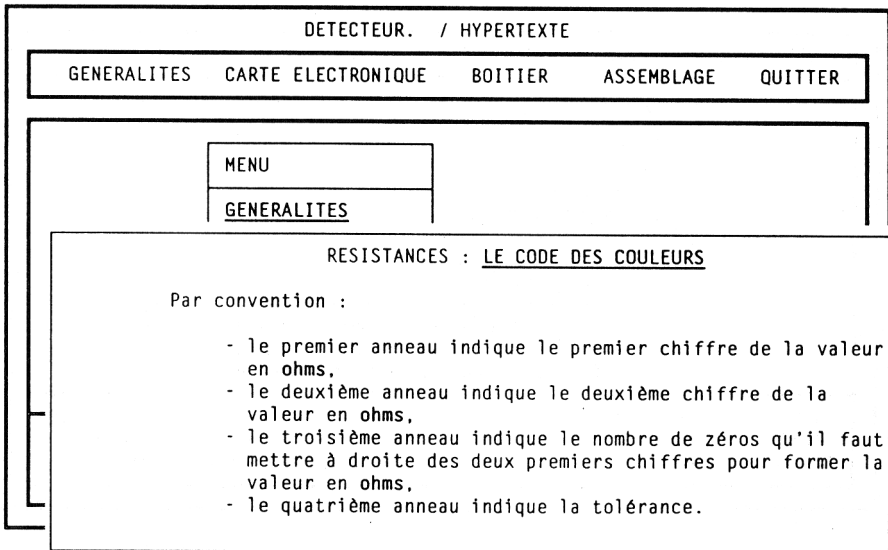 DETECTEUR. / HYPERTEXTE
GENERALITES CARTE ELECTRONIQUE BOITIER ASSEMBLAGE QUITTER
MENU
GENERALITES
RESISTANCES : LE CODE DES COULEURS
Par convention :
- le premier anneau indique le premier chiffre de la valeur
en ohms,
- le deuxième anneau indique le deuxième chiffre de la
valeur en ohms,
- le troisième anneau indique le nombre de zéros qu'il faut
mettre à droite des deux premiers chiffres pour former la
valeur en ohms,
- le quatrième anneau indique la tolérance.